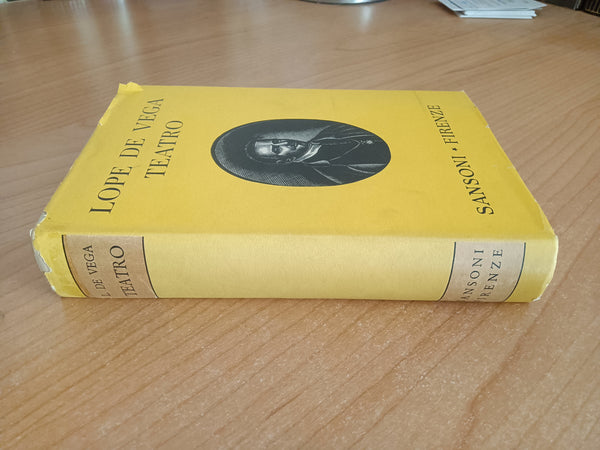 LOPE DE VEGA
TEATRO
SANSONI • FIRENZE
L. DE VEGA
TEATRO
SANSONI
FIRENZE